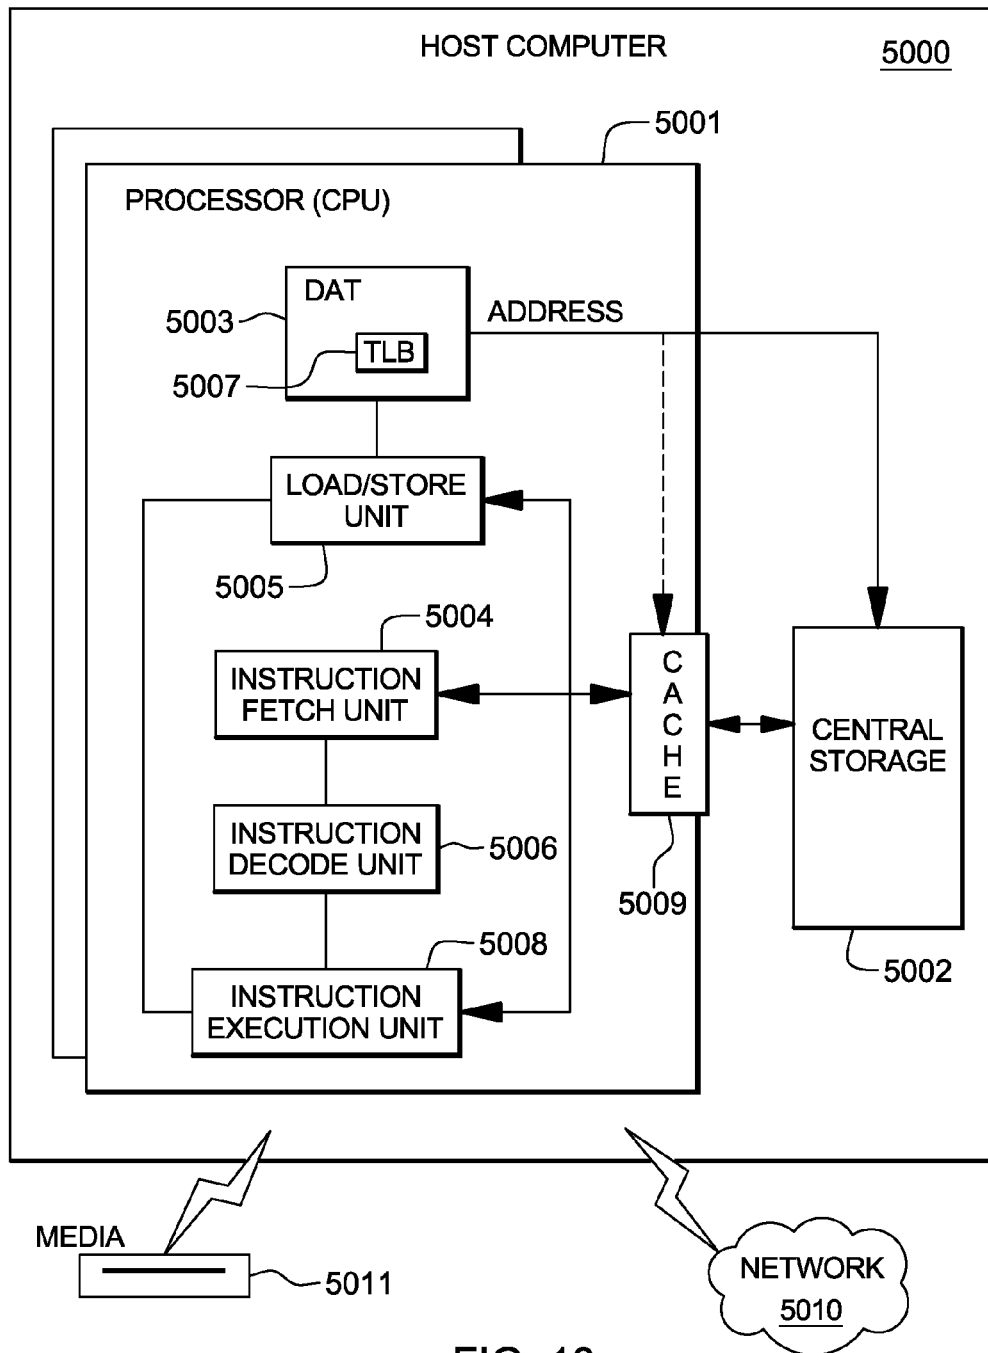 HOST COMPUTER
5000
5001
PROCESSOR (CPU)
DAT
5003
ADDRESS
TLB
5007
LOAD/STORE
UNIT
5005
5004
INSTRUCTION
FETCH UNIT
CACHE
CENTRAL
STORAGE
INSTRUCTION
DECODE UNIT
5006
5009
5008
5002
INSTRUCTION
EXECUTION UNIT
MEDIA
5011
NETWORK
5010